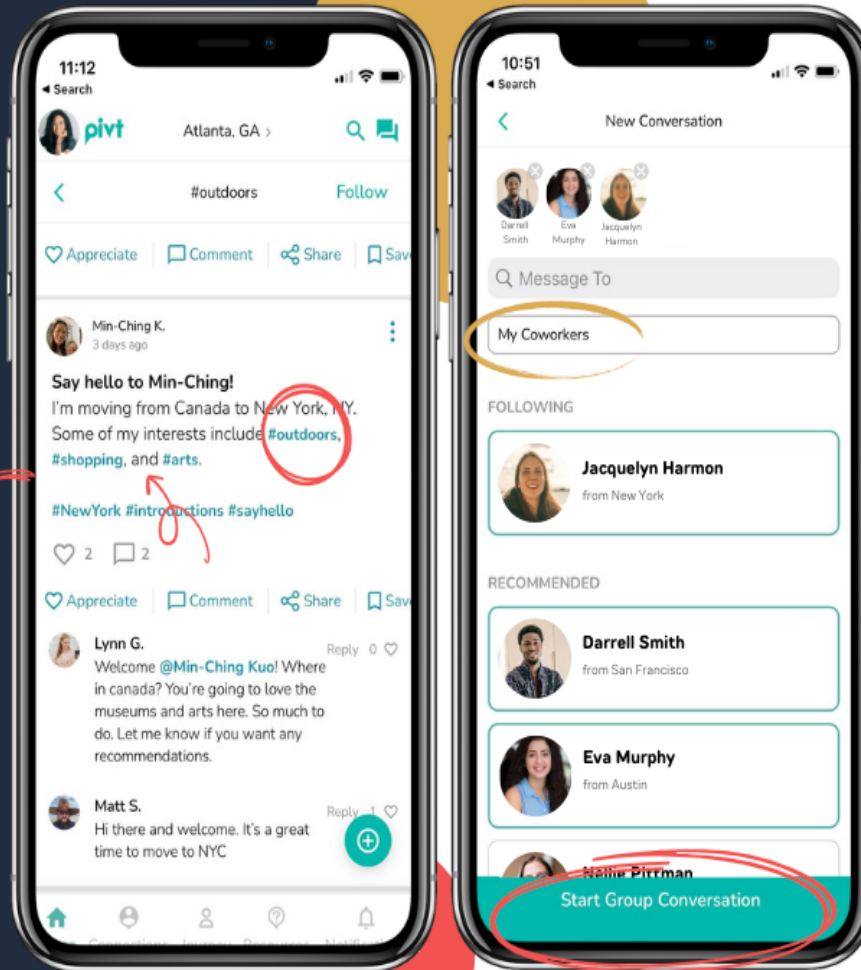 11:12
Search
pivt
Atlanta, GA >
#outdoors
Follow
Appreciate
Comment
Share
Sav
Min-Ching K.
3 days ago
Say hello to Min-Ching!
I'm moving from Canada to New York, NY.
Some of my interests include #outdoors,
#shopping, and #arts.
#NewYork #introductions #sayhello
2
2
Appreciate
Comment
Share
Sav
Lynn G.
Reply 0
Welcome @Min-Ching Kuo! Where
in canada? You're going to love the
museums and arts here. So much to
do. Let me know if you want any
recommendations.
Matt S.
Reply 1
Hi there and welcome. It's a great
time to move to NYC
10:51
Search
New Conversation
Darrell
Smith
Eva
Murphy
Jacquelyn
Harmon
Message To
My Coworkers
FOLLOWING
Jacquelyn Harmon
from New York
RECOMMENDED
Darrell Smith
from San Francisco
Eva Murphy
from Austin
Nellie Pittman
Start Group Conversation